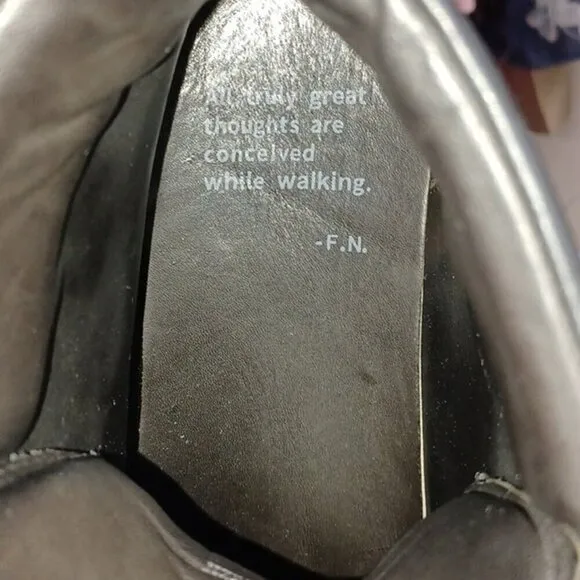 All truly great
thoughts are
conceived
while walking.
-F.N.